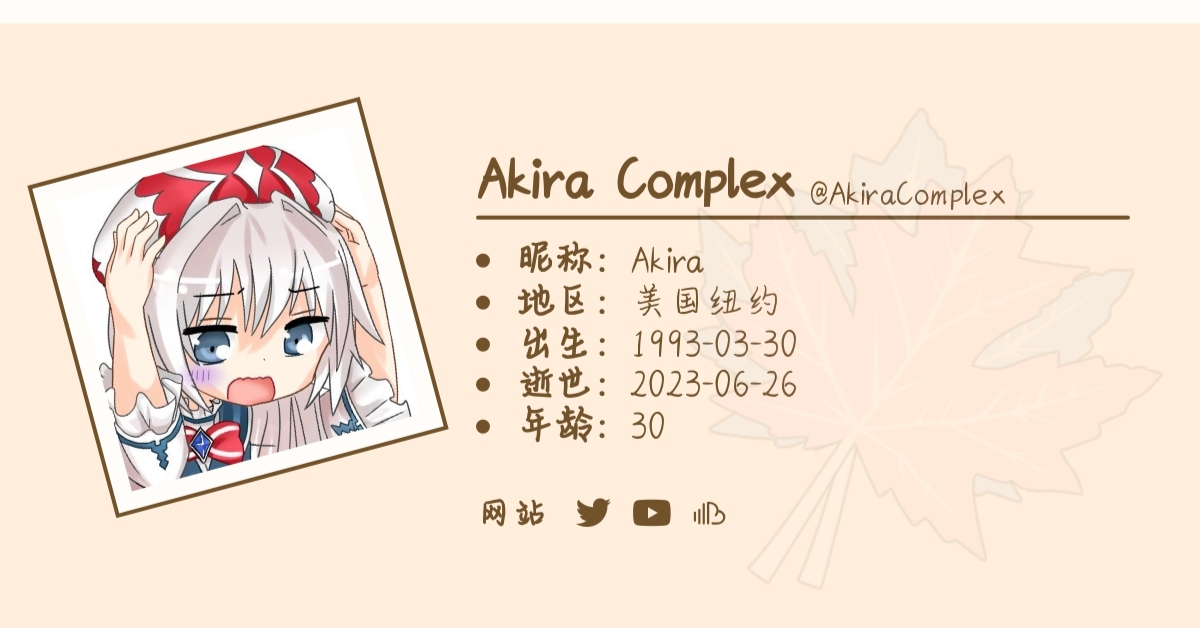 Akira Complex @AkiraComplex
昵称： Akira
地区： 美国纽约
出生： 1993-03-30
逝世： 2023-06-26
年龄： 30
网站